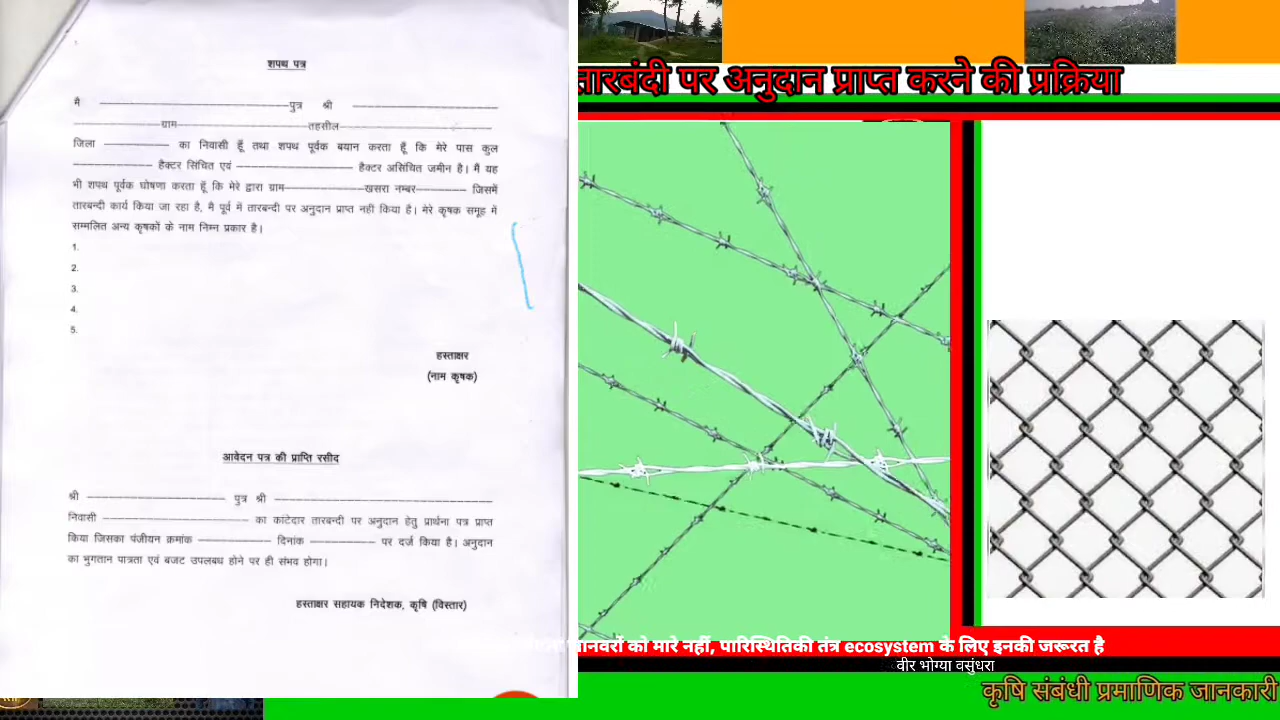 शपथ पत्र
मै ————————पुत्र श्री ————————
————————ग्राम————————तहसील————————
जिला ———————— का निवासी हूँ तथा शपथ पूर्वक बयान करता हूँ कि मेरे पास कुल
———————— हैक्टर सिंचित एवं ———————— हैक्टर असिचित जमीन है। मैं यह
भी शपथ पूर्वक घोषणा करता हूँ कि मेरे द्वारा ग्राम————————खसरा नम्बर———————— जिसमें
तारबन्दी कार्य किया जा रहा है, मै पूर्व में तारबन्दी पर अनुदान प्राप्त नही किया है। मेरे कृषक समूह में
सम्मलित अन्य कृषकों के नाम निम्न प्रकार है।
1.
2.
3.
4.
5.
हस्ताक्षर
(नाम कृषक)
आवेदन पत्र की प्राप्ति रसीद
श्री ———————— पुत्र श्री ————————
निवासी ———————— का कांटेदार तारबन्दी पर अनुदान हेतु प्रार्थना पत्र प्राप्त
किया जिसका पंजीयन क्रमांक ———————— दिनांक ———————— पर दर्ज किया है। अनुदान
का भुगतान पात्रता एवं बजट उपलबध होने पर ही संभव होगा।
हस्ताक्षर सहायक निदेशक, कृषि (विस्तार)
तारबंदी पर अनुदान प्राप्त करने की प्रक्रिया
जानवरों को मारे नहीं, पारिस्थितिकी तंत्र ecosystem के लिए इनकी जरूरत है
वीर भोग्या वसुंधरा
कृषि संबंधी प्रमाणिक जानकारी